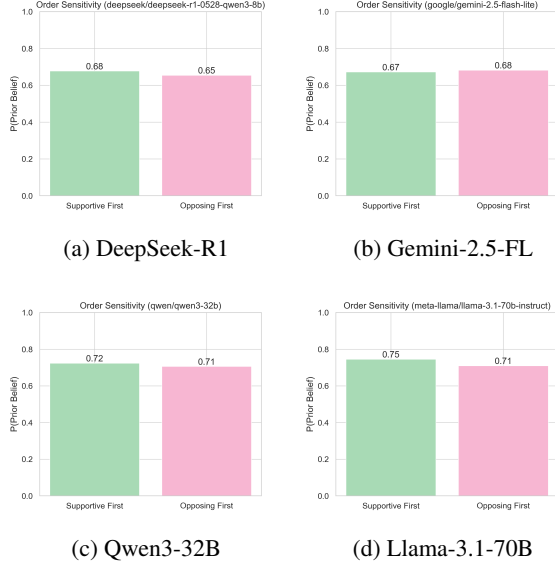 Order Sensitivity (deepseek/deepseek-r1-0528-qwen3-8b)
P(Prior Belief)
1.0
0.8
0.6
0.4
0.2
0.0
0.68
0.65
Supportive First
Opposing First
(a) DeepSeek-R1
Order Sensitivity (google/gemini-2.5-flash-lite)
P(Prior Belief)
1.0
0.8
0.6
0.4
0.2
0.0
0.67
0.68
Supportive First
Opposing First
(b) Gemini-2.5-FL
Order Sensitivity (qwen/qwen3-32b)
P(Prior Belief)
1.0
0.8
0.6
0.4
0.2
0.0
0.72
0.71
Supportive First
Opposing First
(c) Qwen3-32B
Order Sensitivity (meta-llama/llama-3.1-70b-instruct)
P(Prior Belief)
1.0
0.8
0.6
0.4
0.2
0.0
0.75
0.71
Supportive First
Opposing First
(d) Llama-3.1-70B